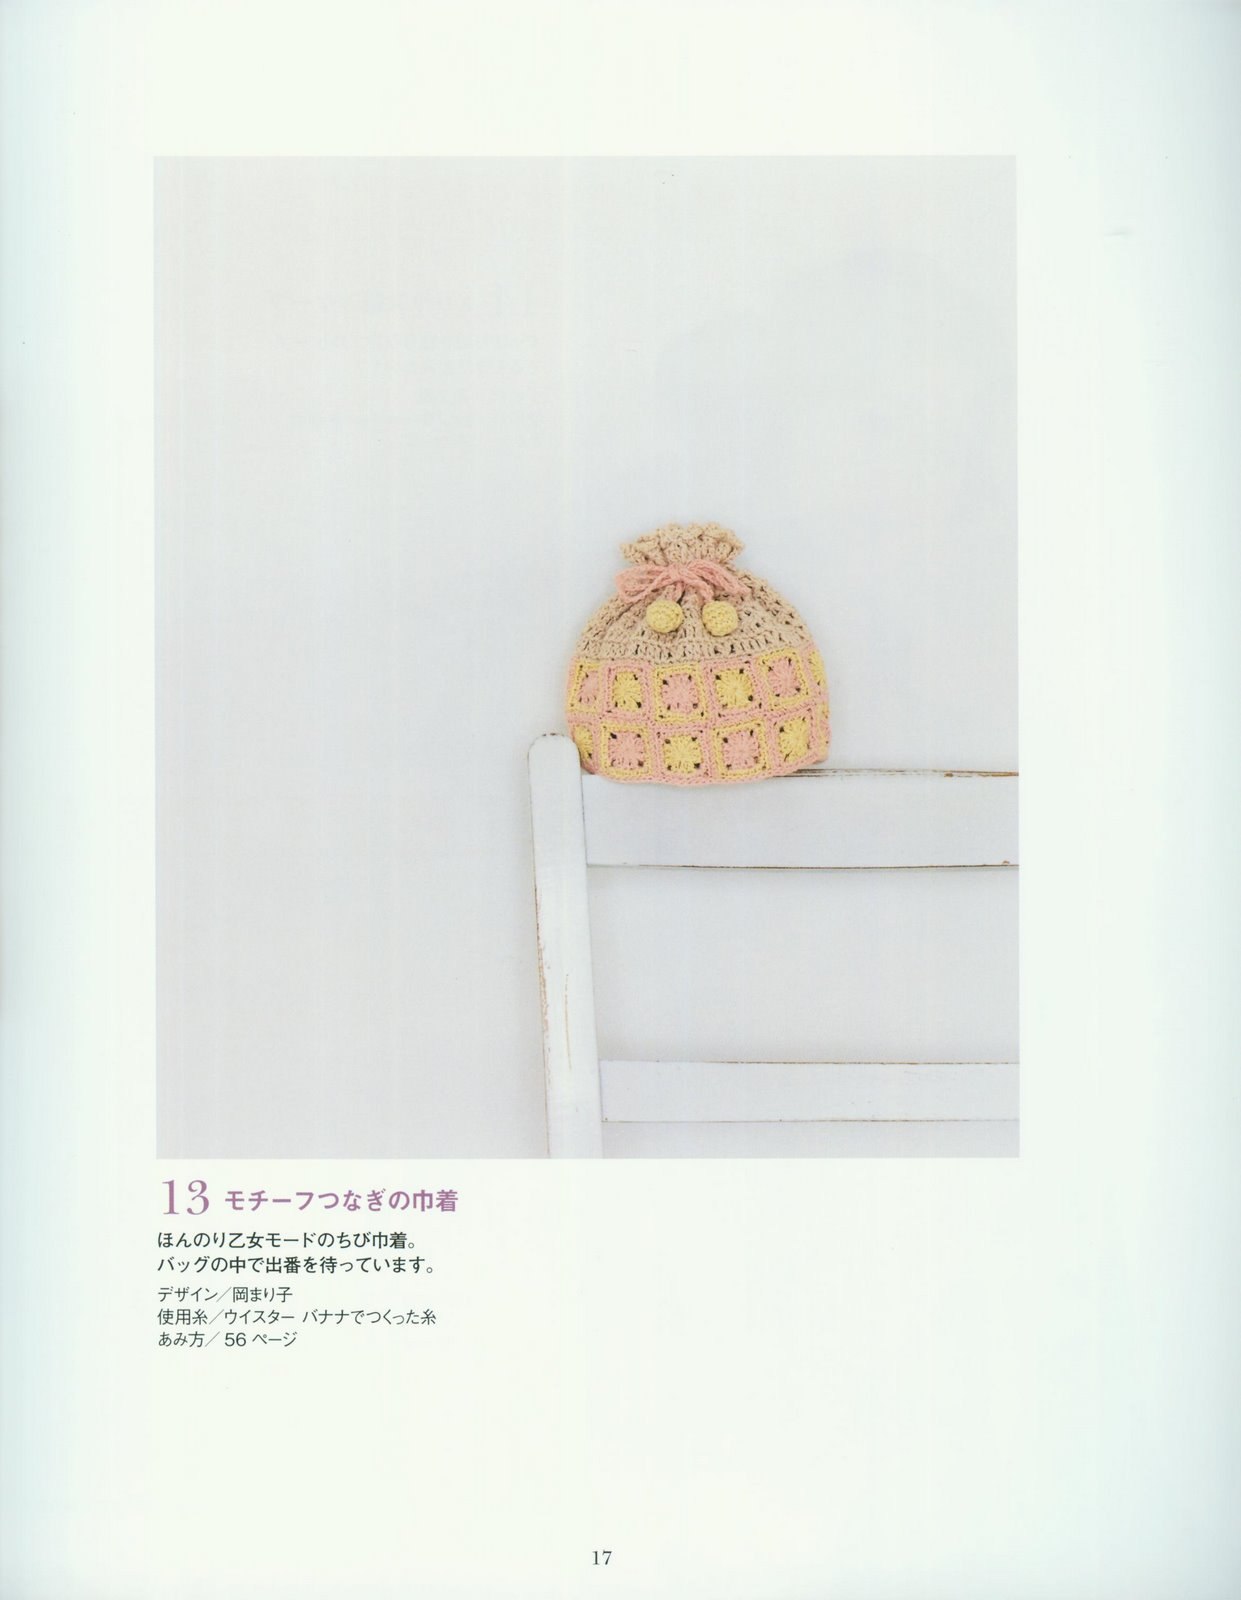 13 モチーフつなぎの巾着
ほんのり乙女モードのちび巾着。
バッグの中で出番を待っています。
デザイン／岡まり子
使用糸／ウイスター バナナでつくった糸
あみ方／56 ページ
17